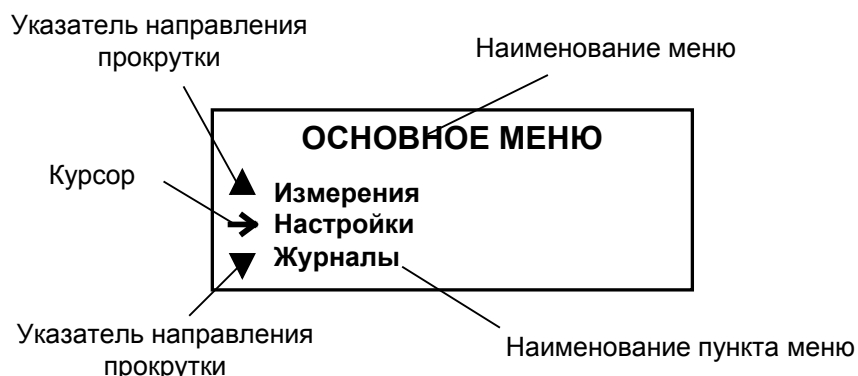 Указатель направления
прокрутки
Наименование меню
ОСНОВНОЕ МЕНЮ
Курсор
Измерения
Настройки
Журналы
Указатель направления
прокрутки
Наименование пункта меню